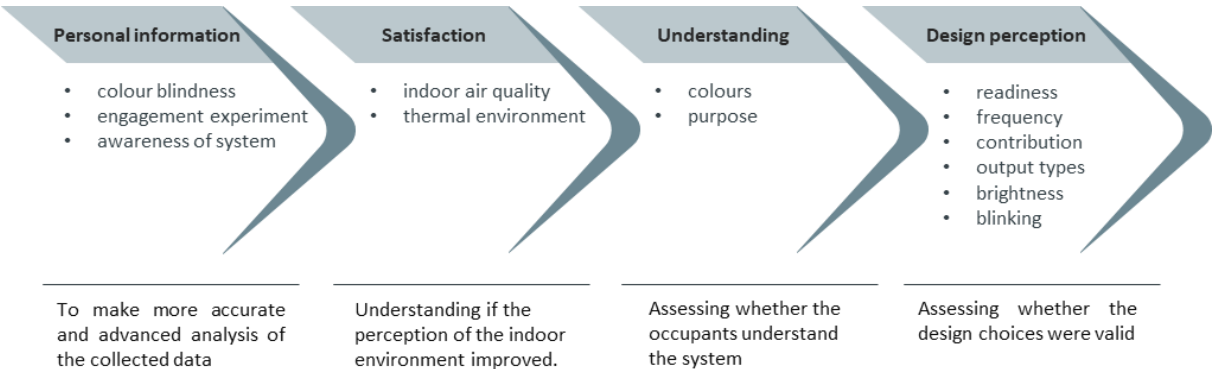 Personal information
• colour blindness
• engagement experiment
• awareness of system
To make more accurate
and advanced analysis of
the collected data
Satisfaction
• indoor air quality
• thermal environment
Understanding if the
perception of the indoor
environment improved.
Understanding
• colours
• purpose
Assessing whether the
occupants understand
the system
Design perception
• readiness
• frequency
• contribution
• output types
• brightness
• blinking
Assessing whether the
design choices were valid